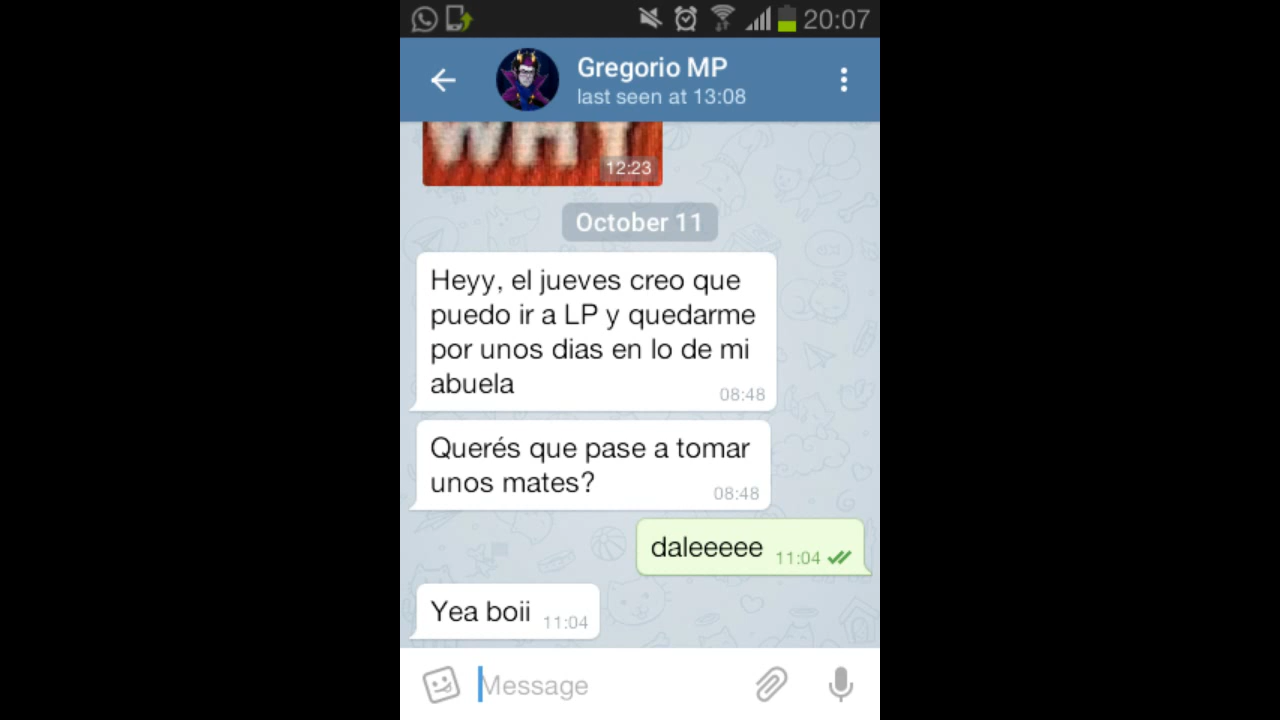 20:07
Gregorio MP
last seen at 13:08
WHY
12:23
October 11
Heyy, el jueves creo que
puedo ir a LP y quedarme
por unos dias en lo de mi
abuela
08:48
Querés que pase a tomar
unos mates?
08:48
daleeeee 11:04
Yea boii 11:04
Message